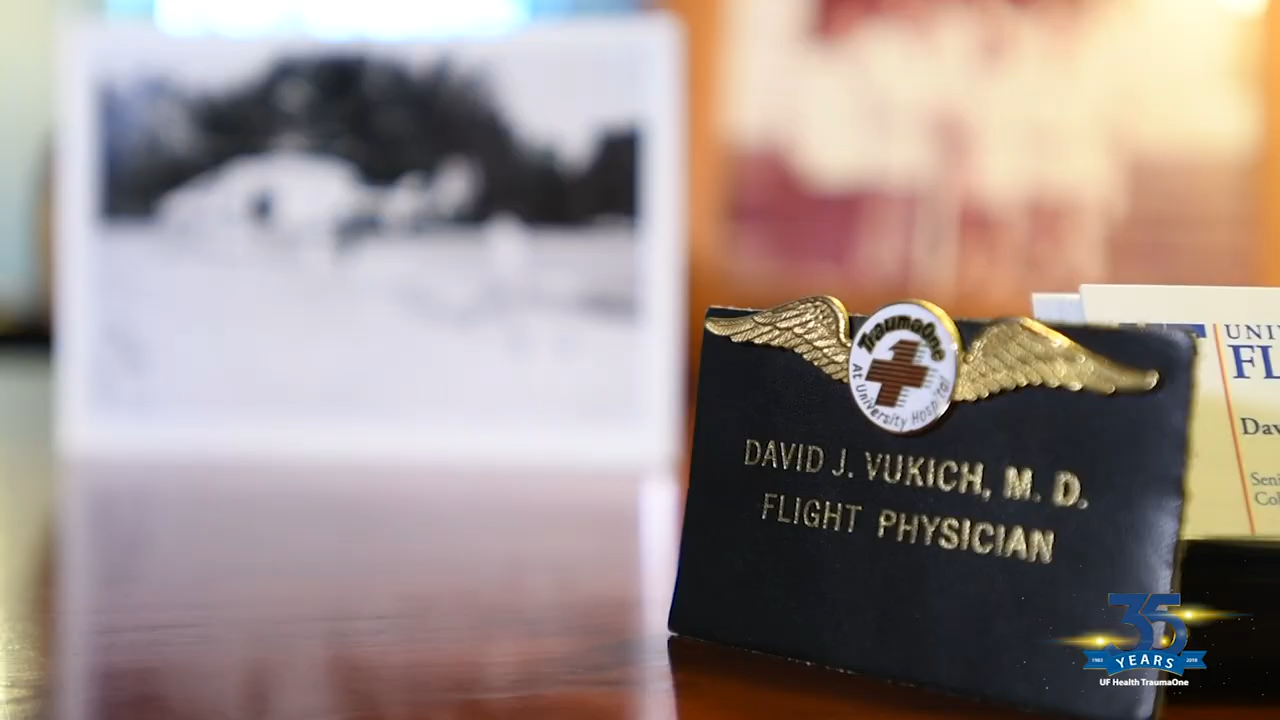 TraumaOne
At University Hospital
DAVID J. VUKICH, M. D.
FLIGHT PHYSICIAN
UNI
FL
Dav
Seni
Col
35
1983 YEARS 2018
UF Health TraumaOne